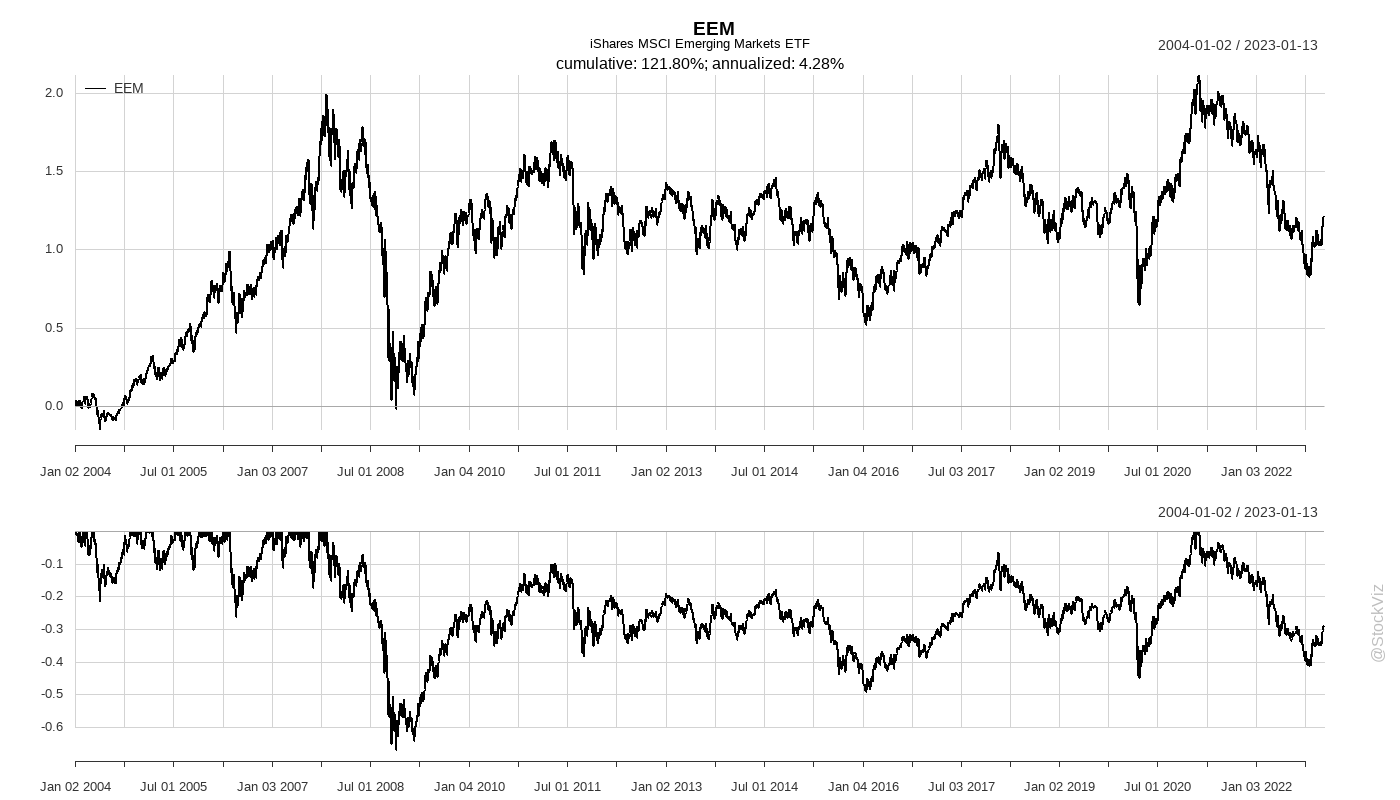 EEM
iShares MSCI Emerging Markets ETF
cumulative: 121.80%; annualized: 4.28%
2004-01-02 / 2023-01-13
EEM
2.0
1.5
1.0
0.5
0.0
Jan 02 2004 Jul 01 2005 Jan 03 2007 Jul 01 2008 Jan 04 2010 Jul 01 2011 Jan 02 2013 Jul 01 2014 Jan 04 2016 Jul 03 2017 Jan 02 2019 Jul 01 2020 Jan 03 2022
2004-01-02 / 2023-01-13
-0.1
-0.2
-0.3
-0.4
-0.5
-0.6
Jan 02 2004 Jul 01 2005 Jan 03 2007 Jul 01 2008 Jan 04 2010 Jul 01 2011 Jan 02 2013 Jul 01 2014 Jan 04 2016 Jul 03 2017 Jan 02 2019 Jul 01 2020 Jan 03 2022
@StockViz